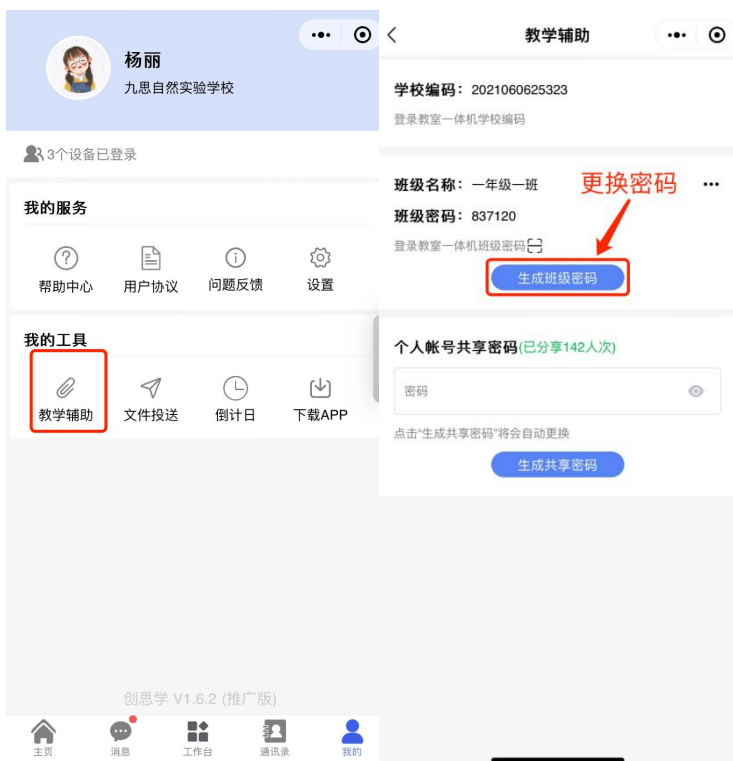 杨丽
九思自然实验学校
3个设备已登录
我的服务
帮助中心 用户协议 问题反馈 设置
我的工具
教学辅助 文件投送 倒计日 下载APP
创思学 V1.6.2 (推广版)
主页 消息 工作台 通讯录 我的
教学辅助
学校编码：2021060625323
登录教室一体机学校编码
班级名称：一年级一班
更换密码
班级密码：837120
登录教室一体机班级密码
生成班级密码
个人帐号共享密码(已分享142人次)
密码
点击“生成共享密码”将会自动更换
生成共享密码